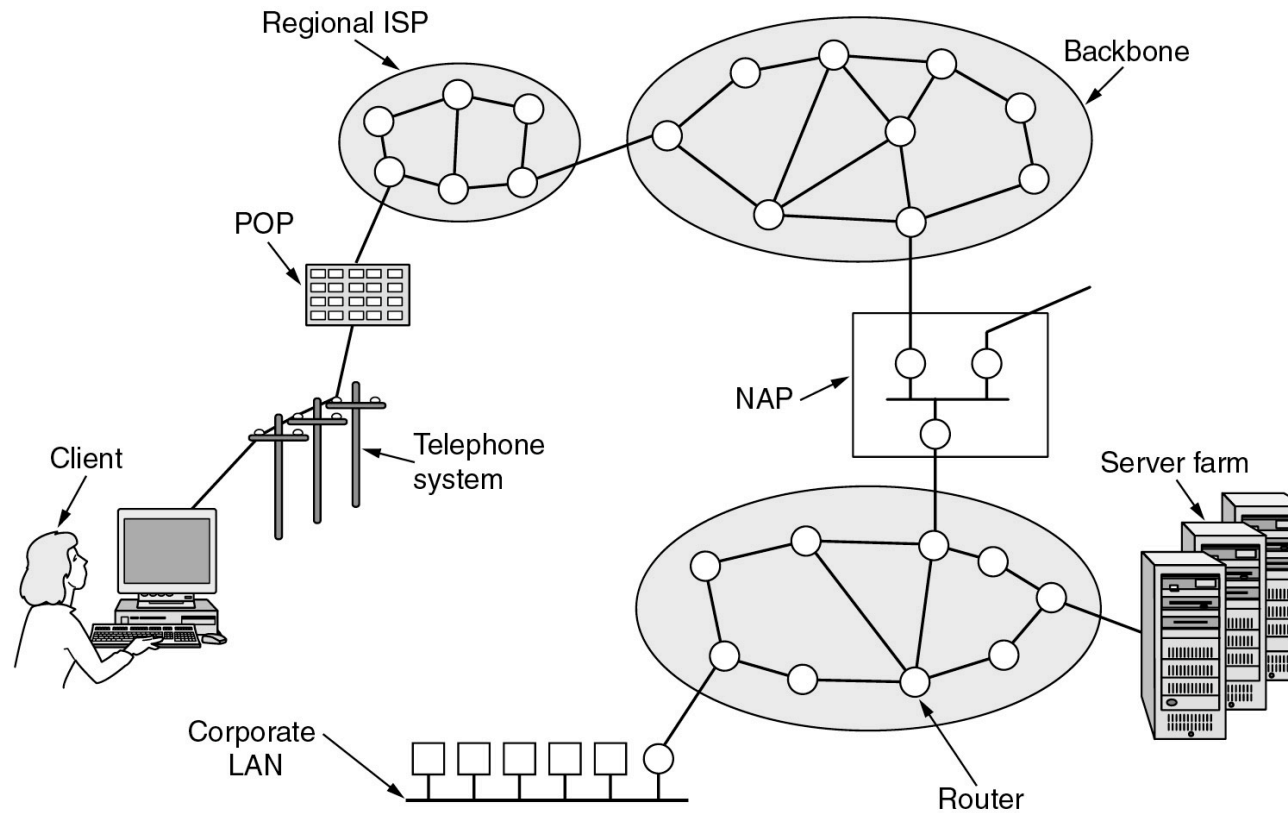 Regional ISP
Backbone
POP
NAP
Telephone
system
Client
Server farm
Corporate
LAN
Router